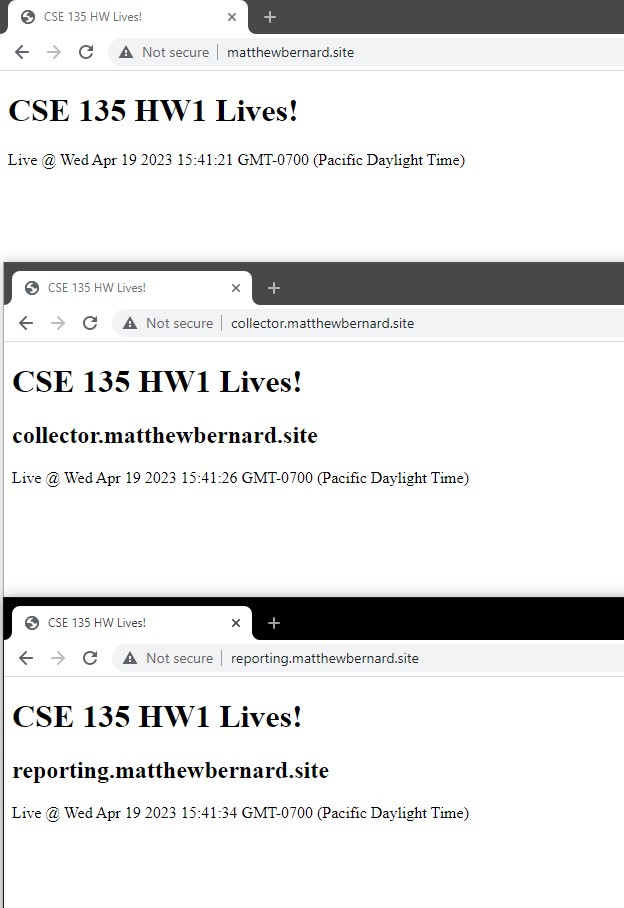 CSE 135 HW1 Lives!
Not secure matthewbernard.site
CSE 135 HW1 Lives!
Live @ Wed Apr 19 2023 15:41:21 GMT-0700 (Pacific Daylight Time)
CSE 135 HW Lives!
Not secure collector.matthewbernard.site
CSE 135 HW1 Lives!
collector.matthewbernard.site
Live @ Wed Apr 19 2023 15:41:26 GMT-0700 (Pacific Daylight Time)
CSE 135 HW Lives!
Not secure reporting.matthewbernard.site
CSE 135 HW1 Lives!
reporting.matthewbernard.site
Live @ Wed Apr 19 2023 15:41:34 GMT-0700 (Pacific Daylight Time)